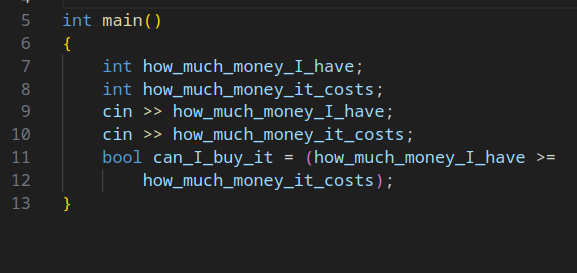 5 int main()
6 {
7 int how_much_money_I_have;
8 int how_much_money_it_costs;
9 cin >> how_much_money_I_have;
10 cin >> how_much_money_it_costs;
11 bool can_I_buy_it = (how_much_money_I_have >=
12 how_much_money_it_costs);
13 }